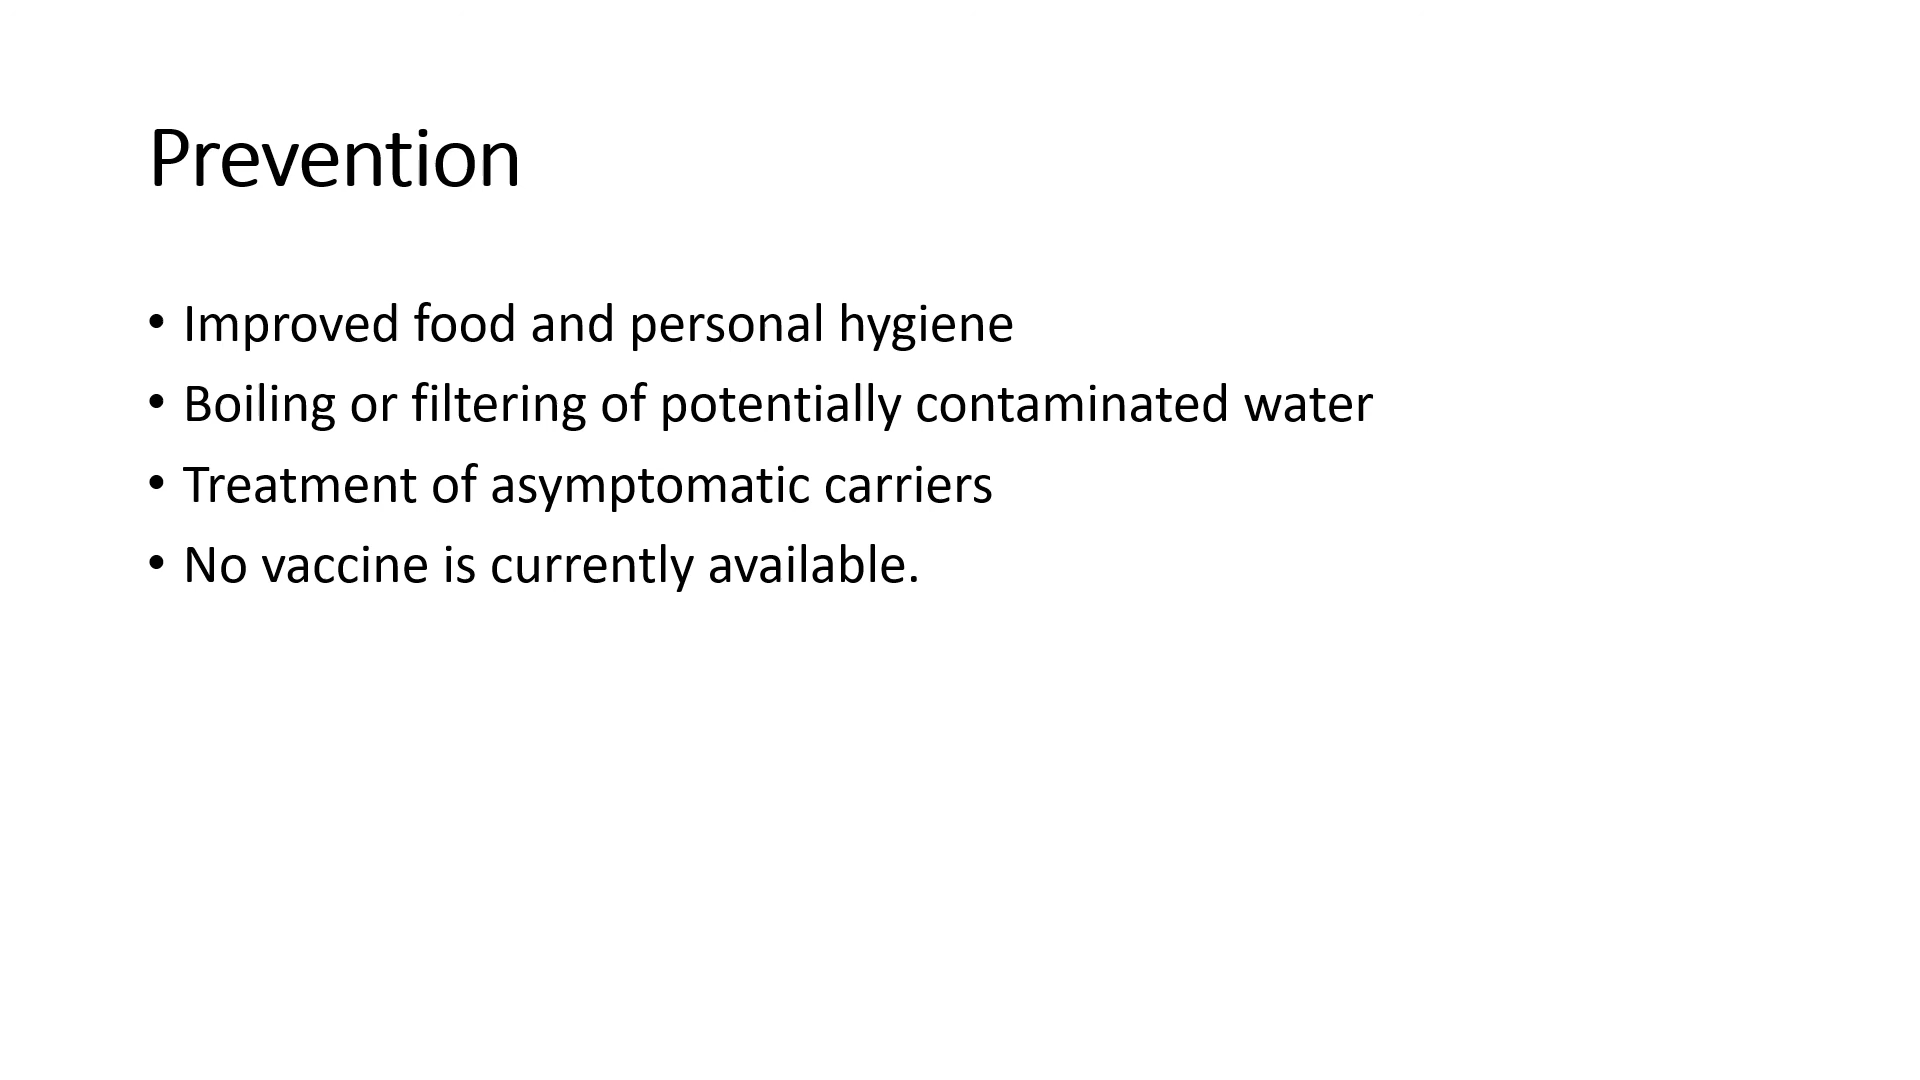 Prevention
• Improved food and personal hygiene
• Boiling or filtering of potentially contaminated water
• Treatment of asymptomatic carriers
• No vaccine is currently available.